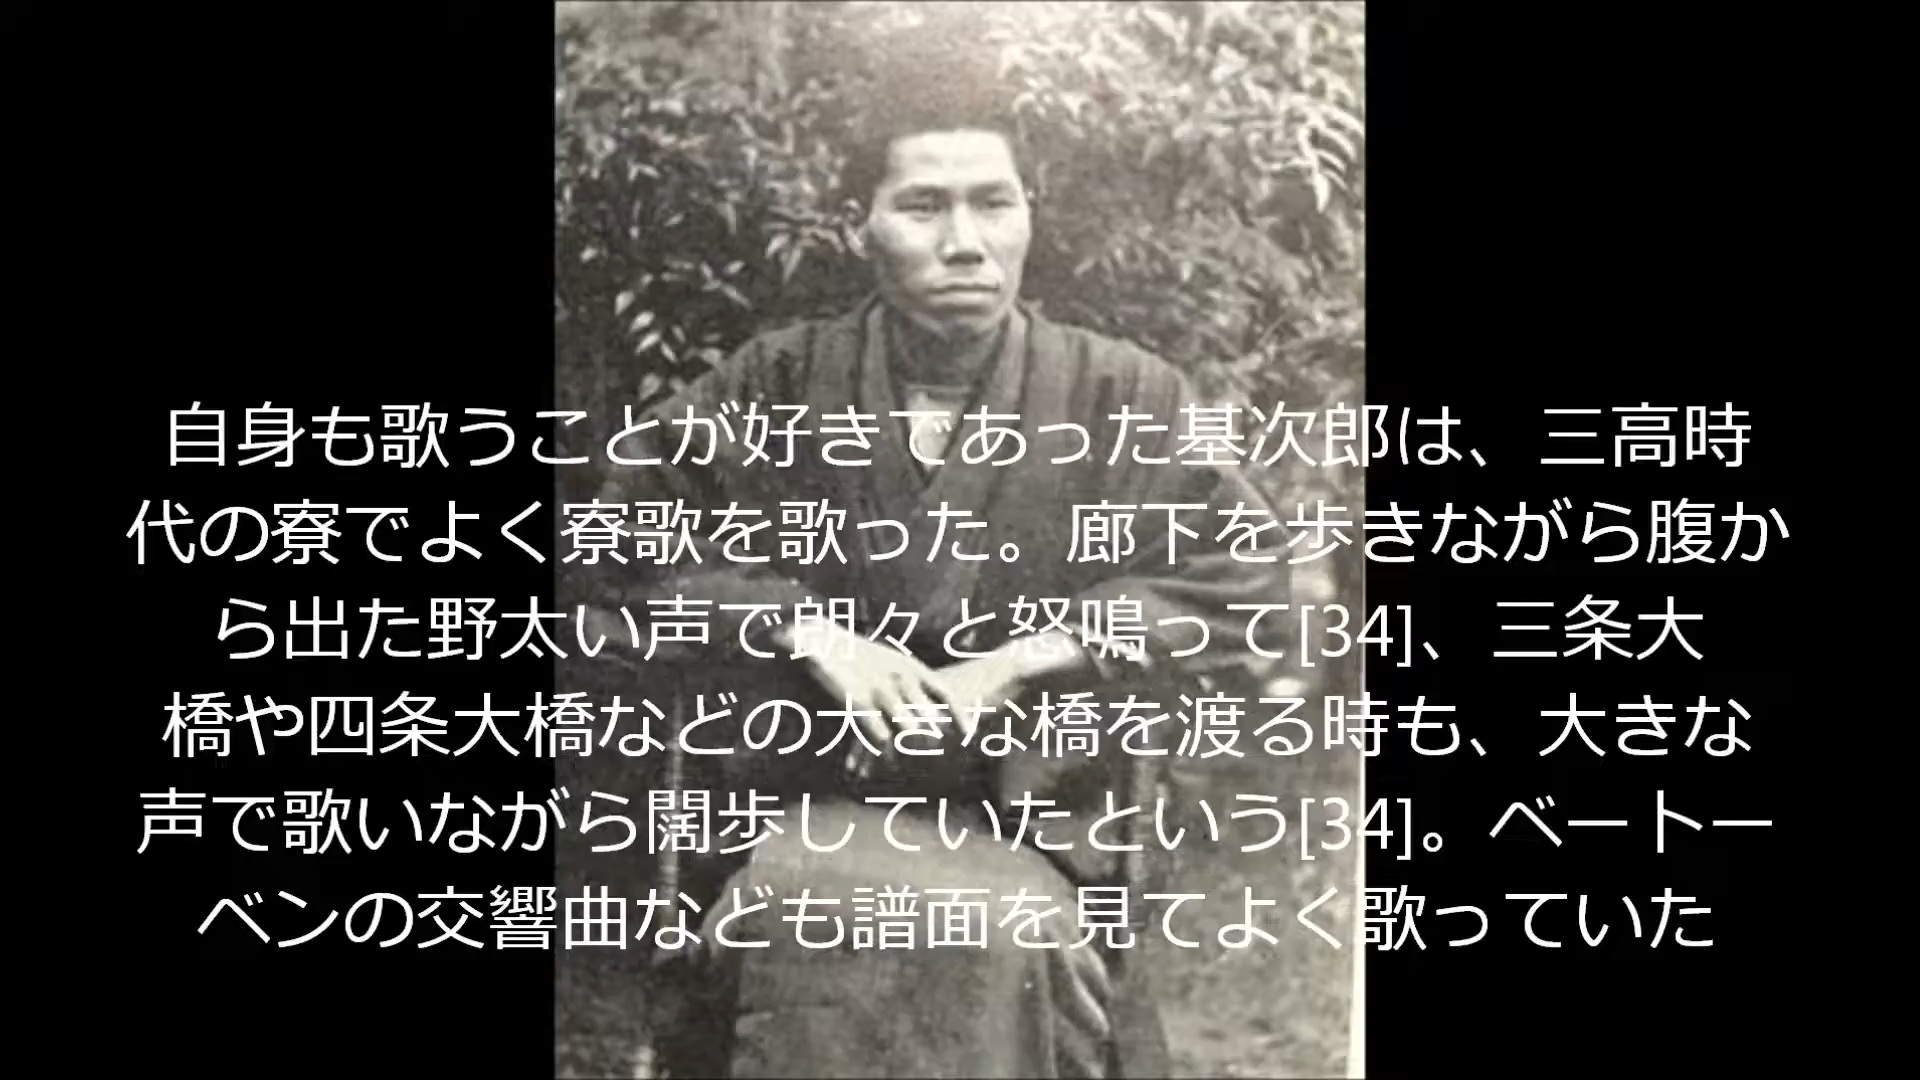 自身も歌うことが好きであった基次郎は、三高時
代の寮でよく寮歌を歌った。廊下を歩きながら腹か
ら出た野太い声で朗々と怒鳴って[34]、三条大
橋や四条大橋などの大きな橋を渡る時も、大きな
声で歌いながら闊歩していたという[34]。ベートー
ベンの交響曲なども譜面を見てよく歌っていた